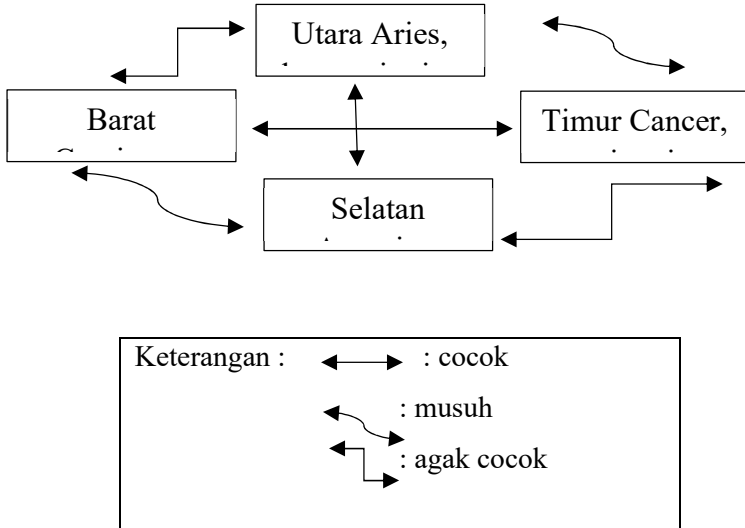 Utara Aries,
Barat
Timur Cancer,
Selatan
Keterangan : : cocok
: musuh
: agak cocok